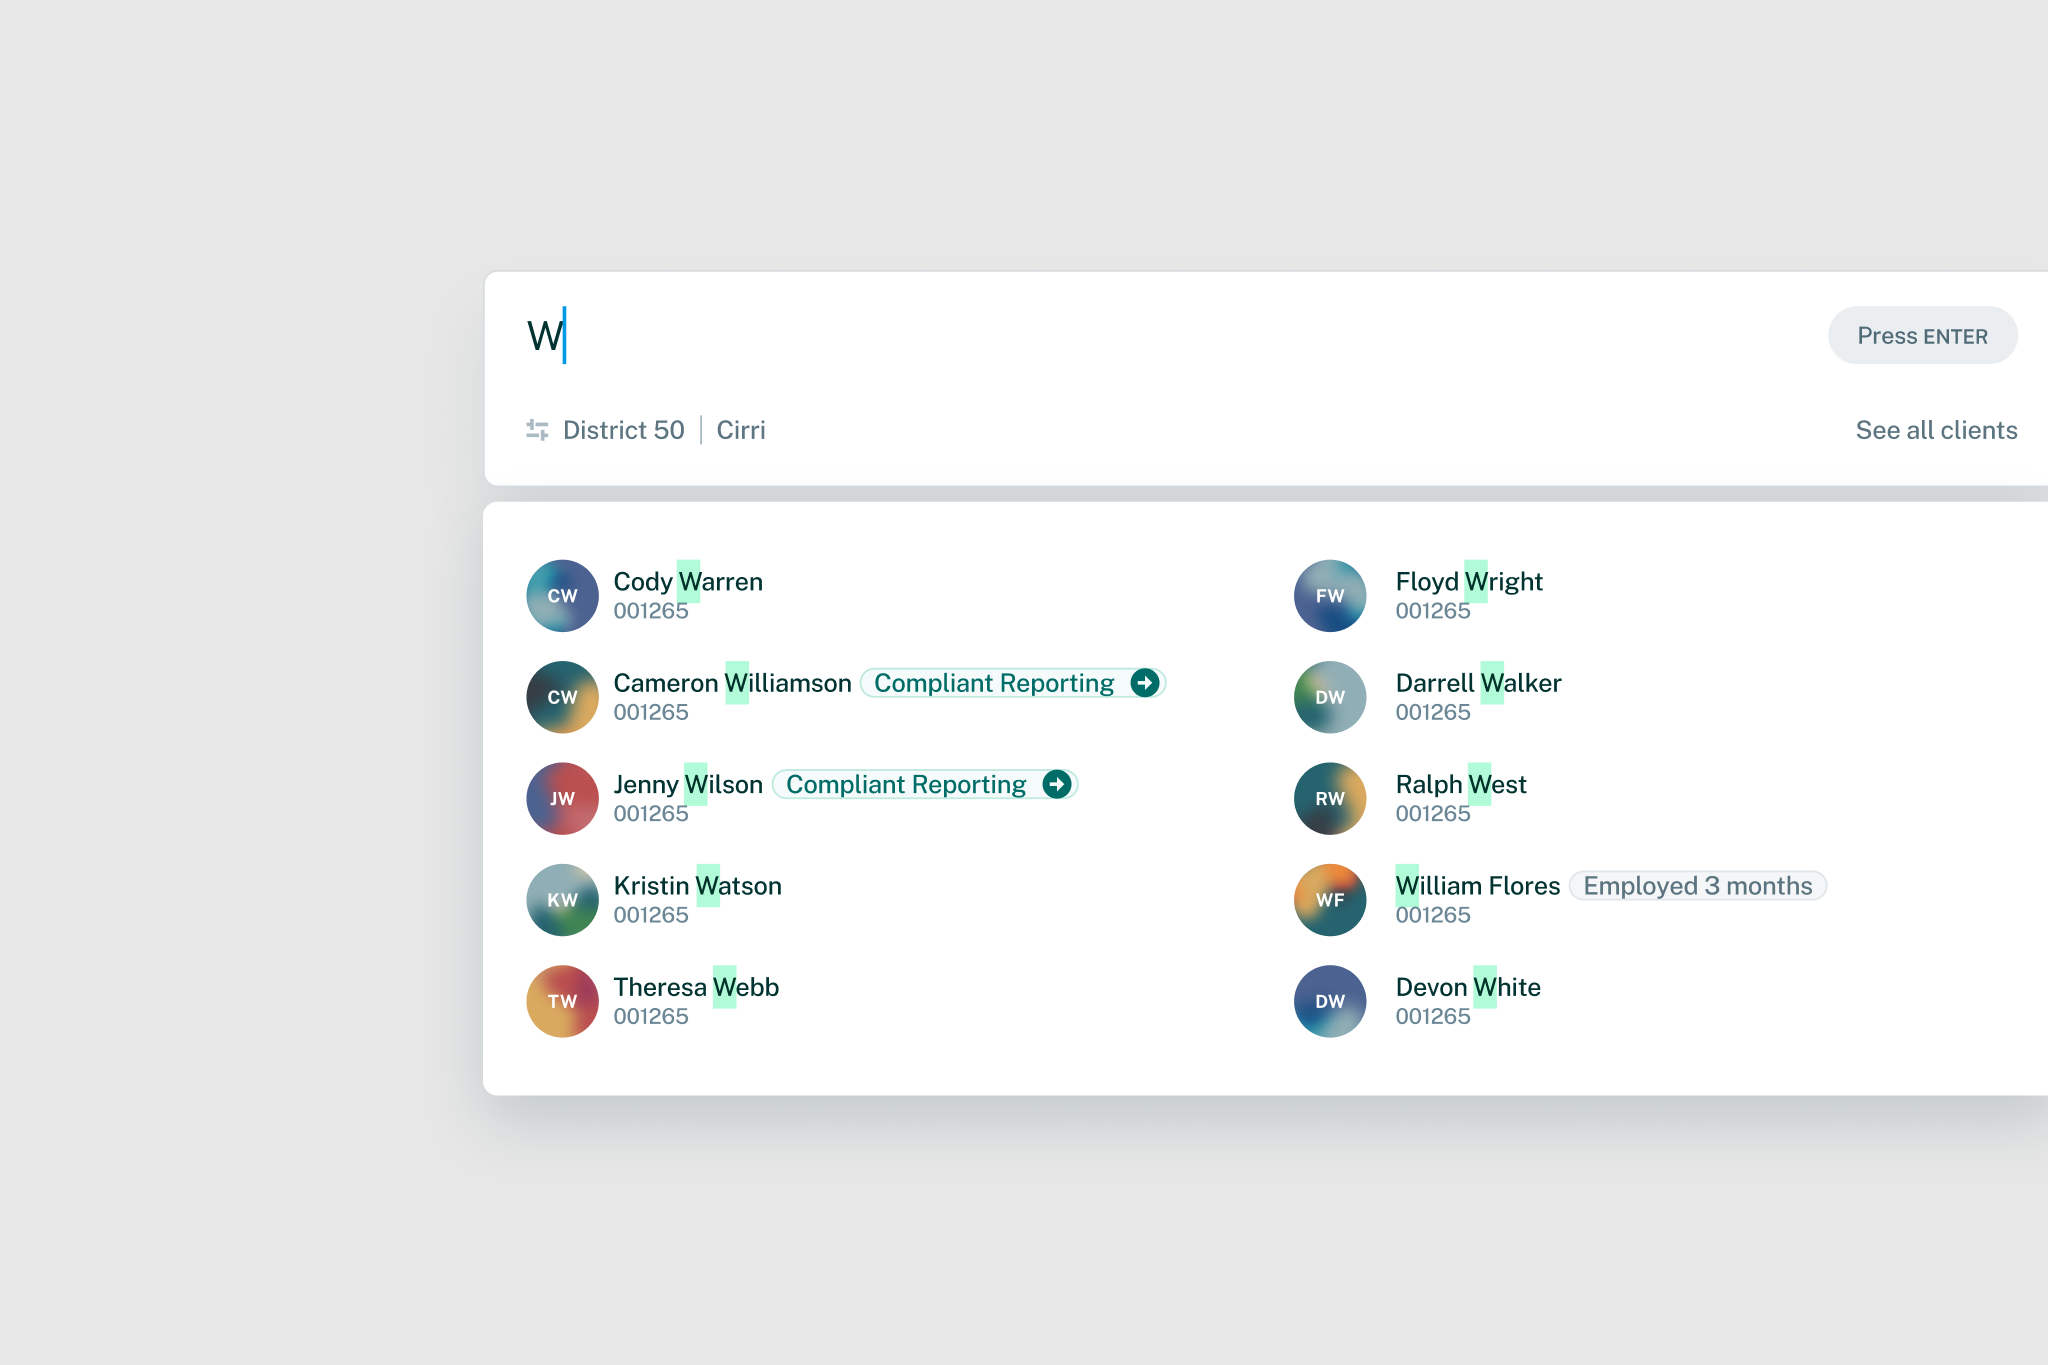 W
Press ENTER
District 50 | Cirri
See all clients
CW
Cody Warren
001265
CW
Cameron Williamson
Compliant Reporting
001265
JW
Jenny Wilson
Compliant Reporting
001265
KW
Kristin Watson
001265
TW
Theresa Webb
001265
FW
Floyd Wright
001265
DW
Darrell Walker
001265
RW
Ralph West
001265
WF
William Flores
Employed 3 months
001265
DW
Devon White
001265